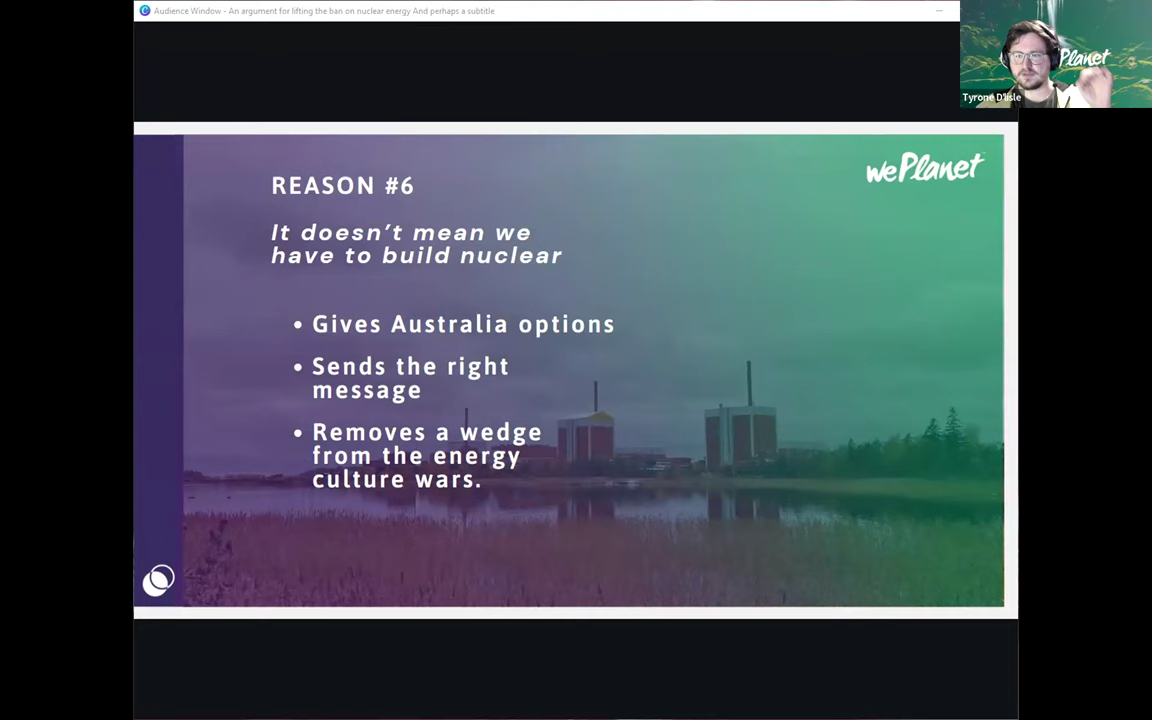 Audience Window - An argument for lifting the ban on nuclear energy And perhaps a subtitle
Planet
Tyrone D'lisle
wePlanet
REASON #6
It doesn't mean we
have to build nuclear
• Gives Australia options
• Sends the right
message
• Removes a wedge
from the energy
culture wars.